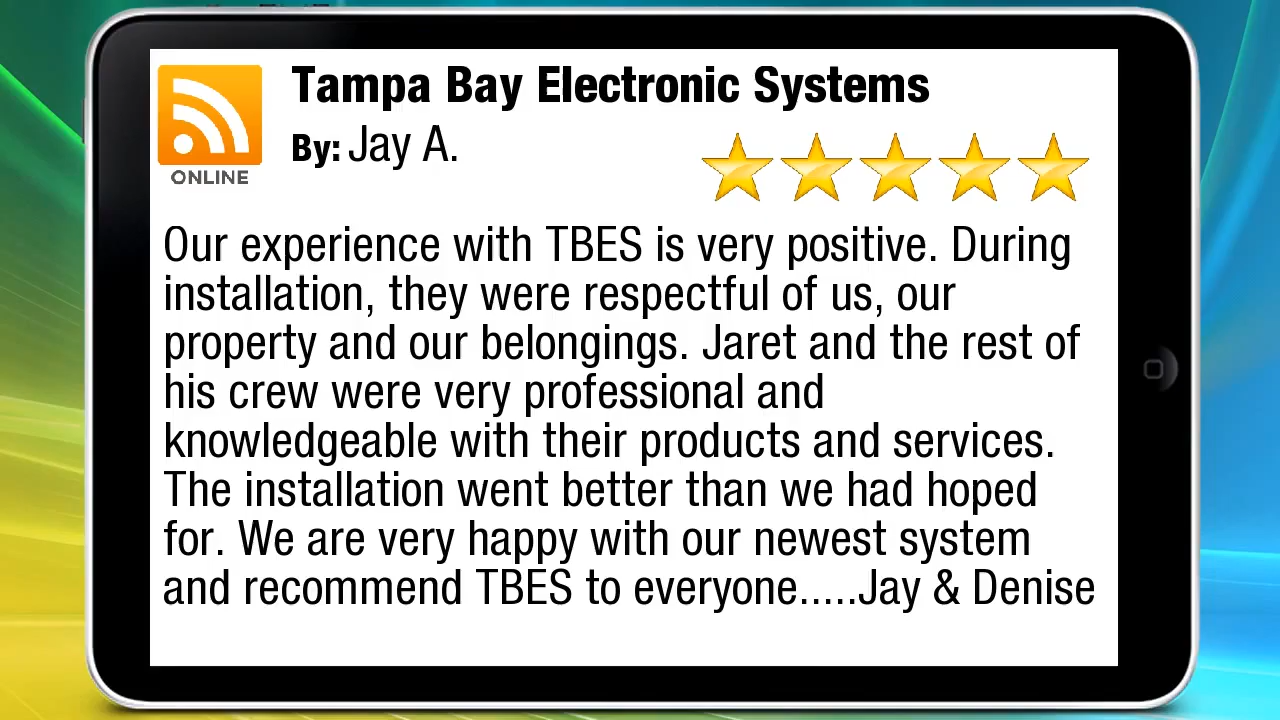 Tampa Bay Electronic Systems
By: Jay A.
ONLINE
Our experience with TBES is very positive. During
installation, they were respectful of us, our
property and our belongings. Jaret and the rest of
his crew were very professional and
knowledgeable with their products and services.
The installation went better than we had hoped
for. We are very happy with our newest system
and recommend TBES to everyone.....Jay & Denise